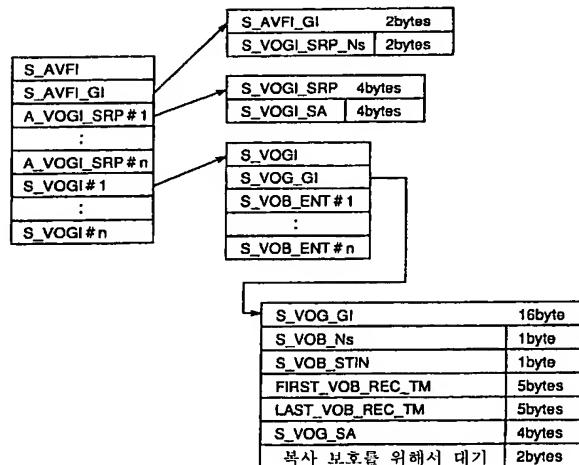 S_AVFI
S_AVFI_GI
A_VOGI_SRP#1
:
A_VOGI_SRP#n
S_VOGI#1
:
S_VOGI#n
S_AVFI_GI 2bytes
S_VOGI_SRP_Ns 2bytes
S_VOGI_SRP 4bytes
S_VOGI_SA 4bytes
S_VOGI
S_VOG_GI
S_VOB_ENT#1
:
S_VOB_ENT#n
S_VOG_GI 16byte
S_VOB_Ns 1byte
S_VOB_STIN 1byte
FIRST_VOB_REC_TM 5bytes
LAST_VOB_REC_TM 5bytes
S_VOG_SA 4bytes
복사 보호를 위해서 대기 2bytes